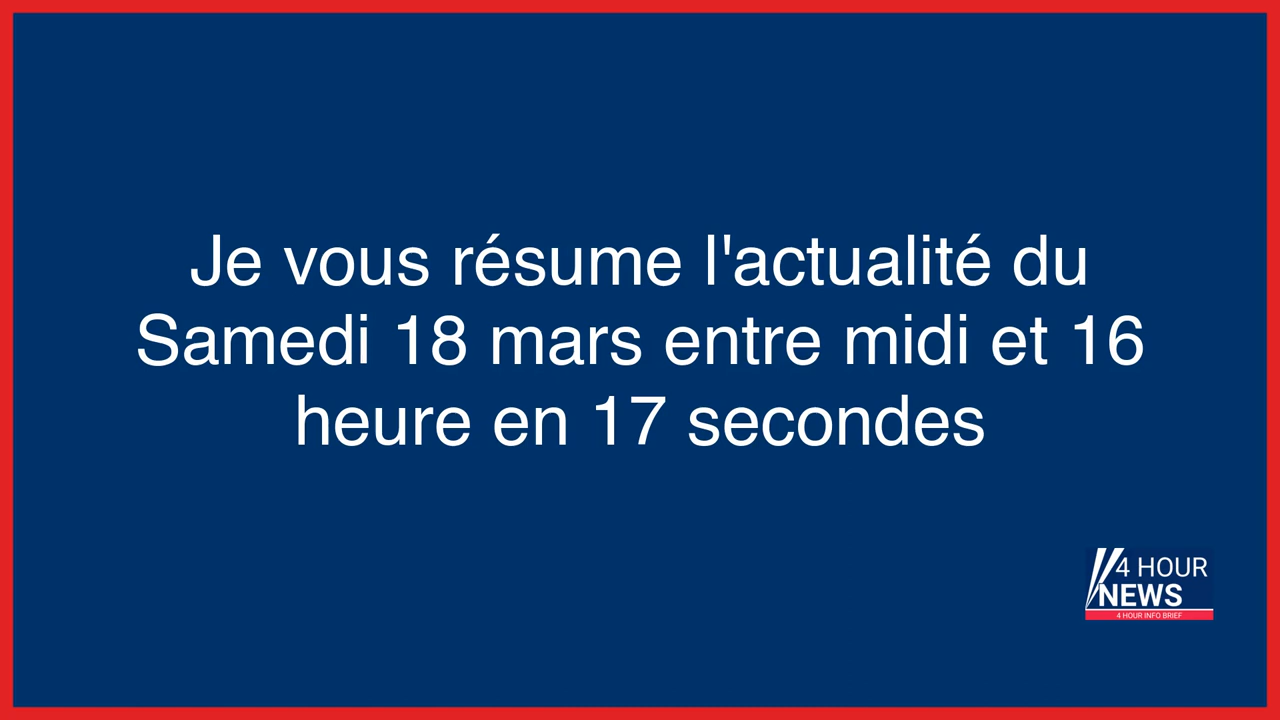 Je vous résume l'actualité du
Samedi 18 mars entre midi et 16
heure en 17 secondes
4 HOUR
NEWS
4 HOUR INFO BRIEF